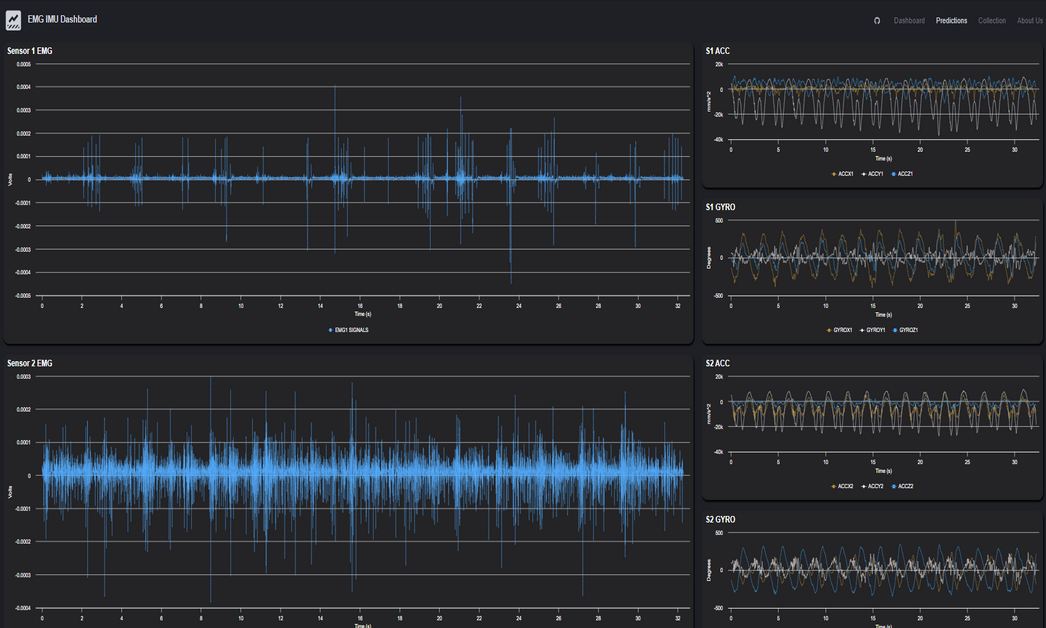 EMG IMU Dashboard
Dashboard Predictions Collection About Us
Sensor 1 EMG
0.0005
0.0004
0.0003
0.0002
0.0001
0
-0.0001
-0.0002
-0.0003
-0.0004
-0.0005
Volts
0 2 4 6 8 10 12 14 16 18 20 22 24 26 28 30 32
Time (s)
EMG1 SIGNALS
S1 ACC
20k
0
-20k
-40k
mm/s^2
0 5 10 15 20 25 30
Time (s)
ACCX1 ACCY1 ACCZ1
S1 GYRO
500
0
-500
Degrees
0 5 10 15 20 25 30
Time (s)
GYROX1 GYROY1 GYROZ1
Sensor 2 EMG
0.0003
0.0002
0.0001
0
-0.0001
-0.0002
-0.0003
-0.0004
Volts
0 2 4 6 8 10 12 14 16 18 20 22 24 26 28 30 32
Time (s)
S2 ACC
20k
0
-20k
-40k
mm/s^2
0 5 10 15 20 25 30
Time (s)
ACCX2 ACCY2 ACCZ2
S2 GYRO
500
0
-500
Degrees
0 5 10 15 20 25 30
Time (s)